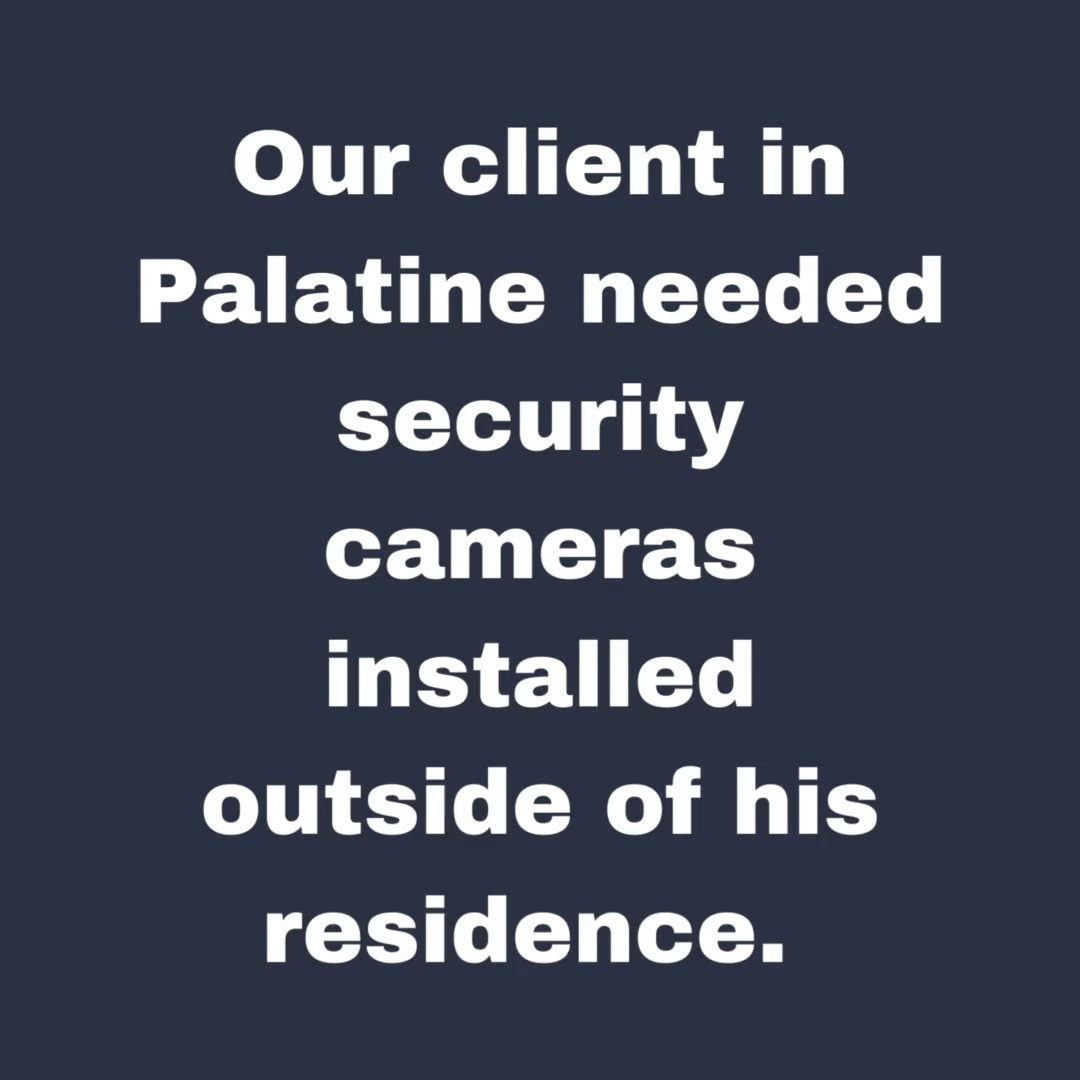 Our client in
Palatine needed
security
cameras
installed
outside of his
residence.